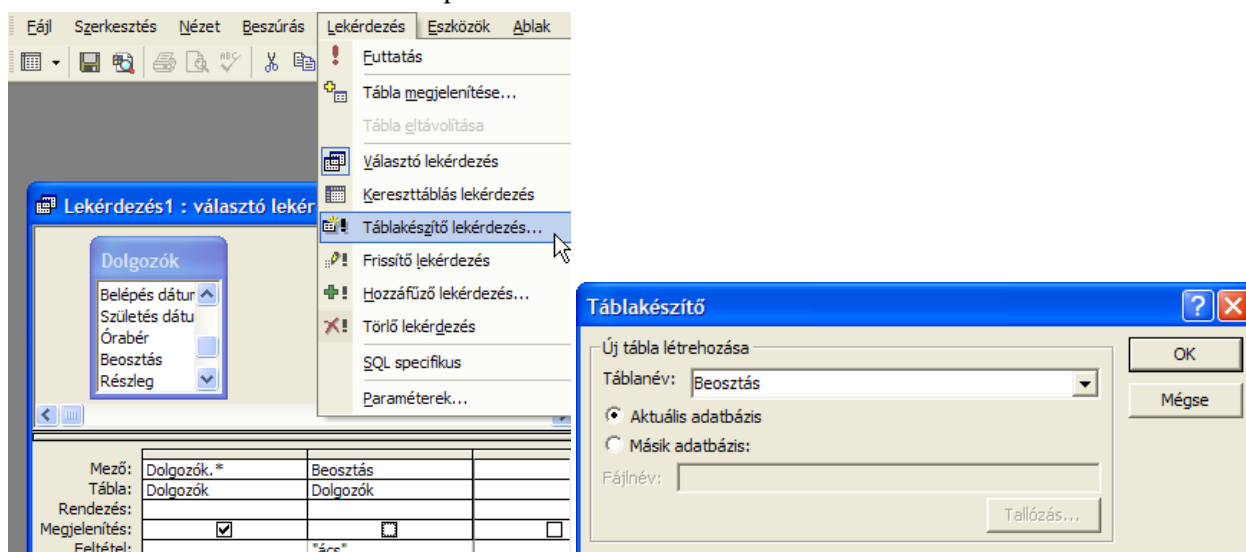 Fájl Szerkesztés Nézet Beszúrás Lekérdezés Eszközök Ablak
Futtatás
Tábla megjelenítése...
Tábla eltávolítása
Választó lekérdezés
Kereszttáblás lekérdezés
Táblakészítő lekérdezés...
Frissítő lekérdezés
Hozzáfűző lekérdezés...
Törlő lekérdezés
SQL specifikus
Paraméterek...
Lekérdezés1 : választó lekér
Dolgozók
Belépés dátur
Születés dátu
Órabér
Beosztás
Részleg
Mező: Dolgozók.* Beosztás
Tábla: Dolgozók Dolgozók
Rendezés:
Megjelenítés:
Feltétel: "ács"
Táblakészítő
Új tábla létrehozása
Táblanév: Beosztás
Aktuális adatbázis
Másik adatbázis:
Fájlnév:
Tallózás...
OK
Mégse